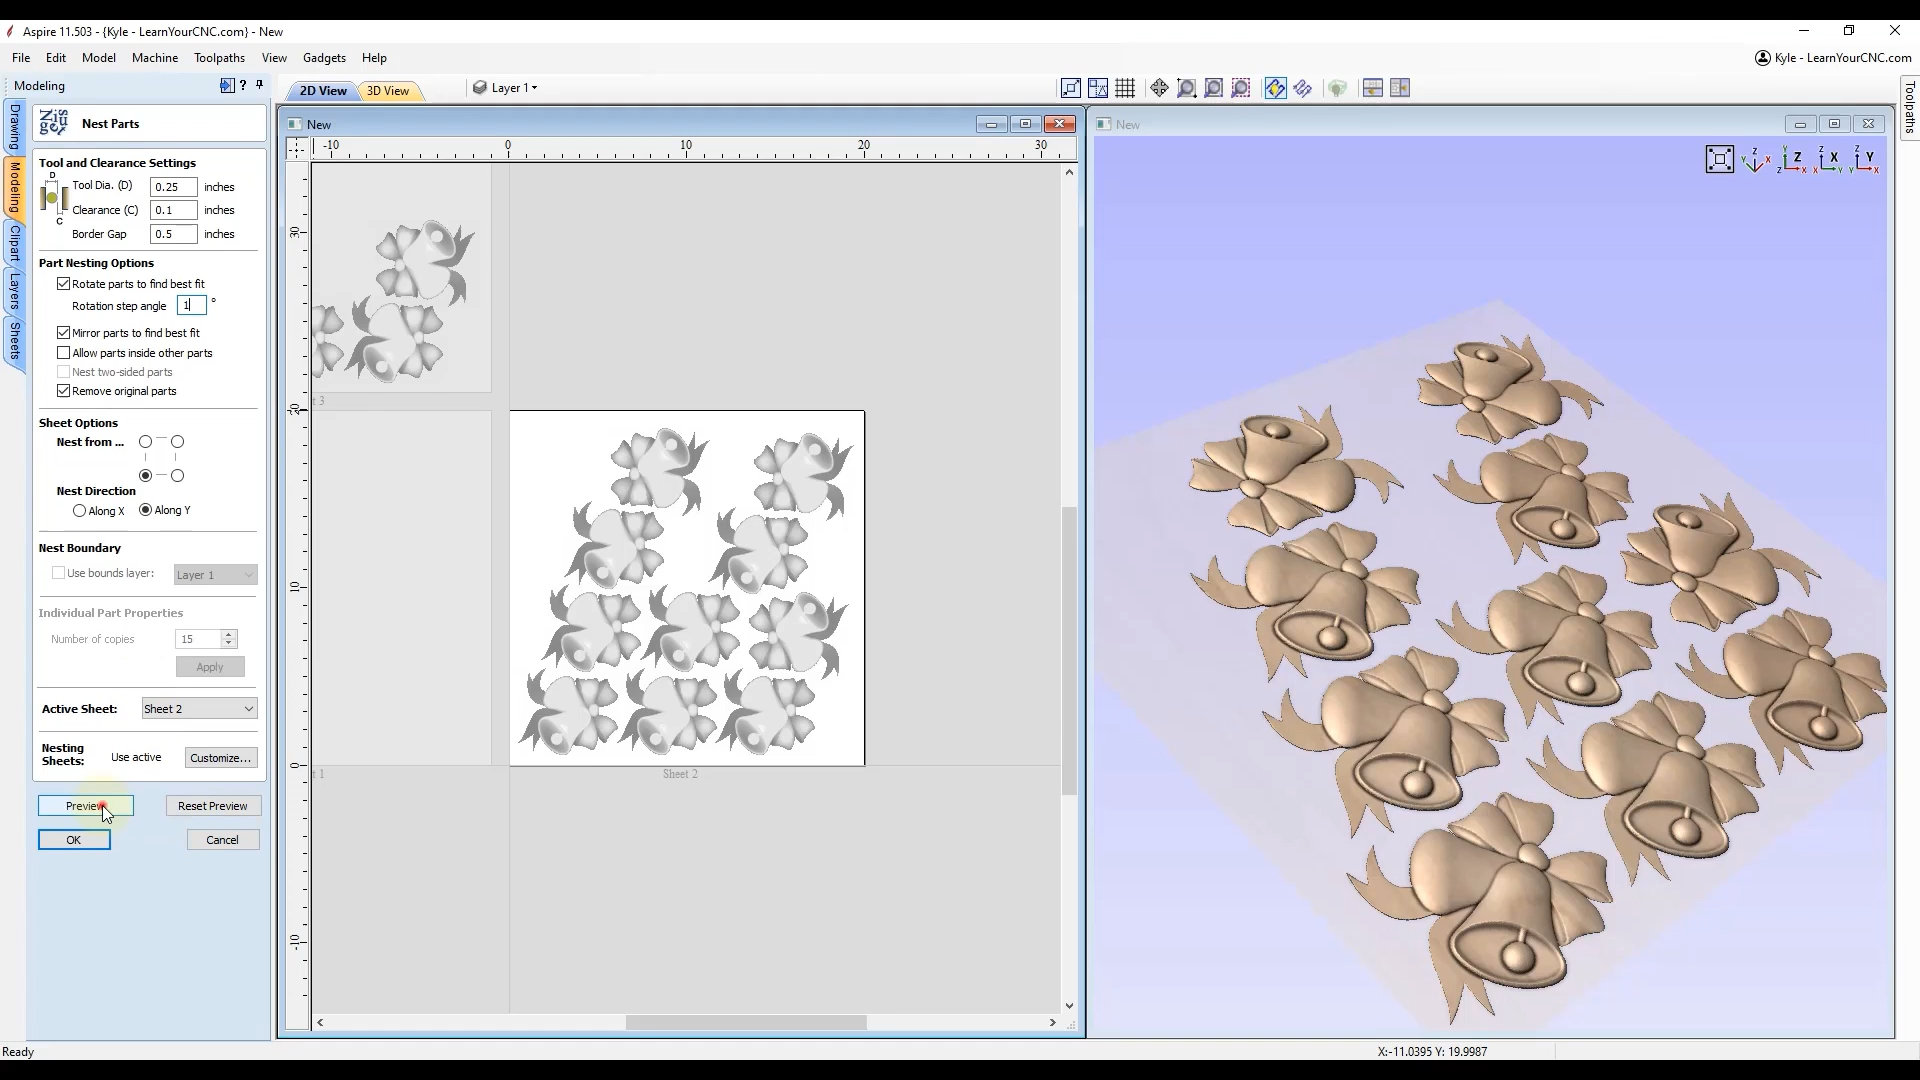 Aspire 11.503 - {Kyle - LearnYourCNC.com} - New
File Edit Model Machine Toolpaths View Gadgets Help
Kyle - LearnYourCNC.com
Modeling
?
2D View
3D View
Layer 1
Toolpaths
Drawing
Modeling
Clipart
Layers
Sheets
Nest Parts
Tool and Clearance Settings
D
Tool Dia. (D) 0.25 inches
Clearance (C) 0.1 inches
C
Border Gap 0.5 inches
Part Nesting Options
Rotate parts to find best fit
Rotation step angle 1 °
Mirror parts to find best fit
Allow parts inside other parts
Nest two-sided parts
Remove original parts
Sheet Options
Nest from ...
Nest Direction
Along X Along Y
Nest Boundary
Use bounds layer: Layer 1
Individual Part Properties
Number of copies 15
Apply
Active Sheet: Sheet 2
Nesting Sheets: Use active Customize...
Preview Reset Preview
OK Cancel
New
-10 0 10 20 30
30
20
10
0
-10
t 3
t 1
Sheet 2
New
Z
Y X
Y
Z
Z X
Z
X
X Y
Z
Y
Y X
Ready
X:-11.0395 Y: 19.9987